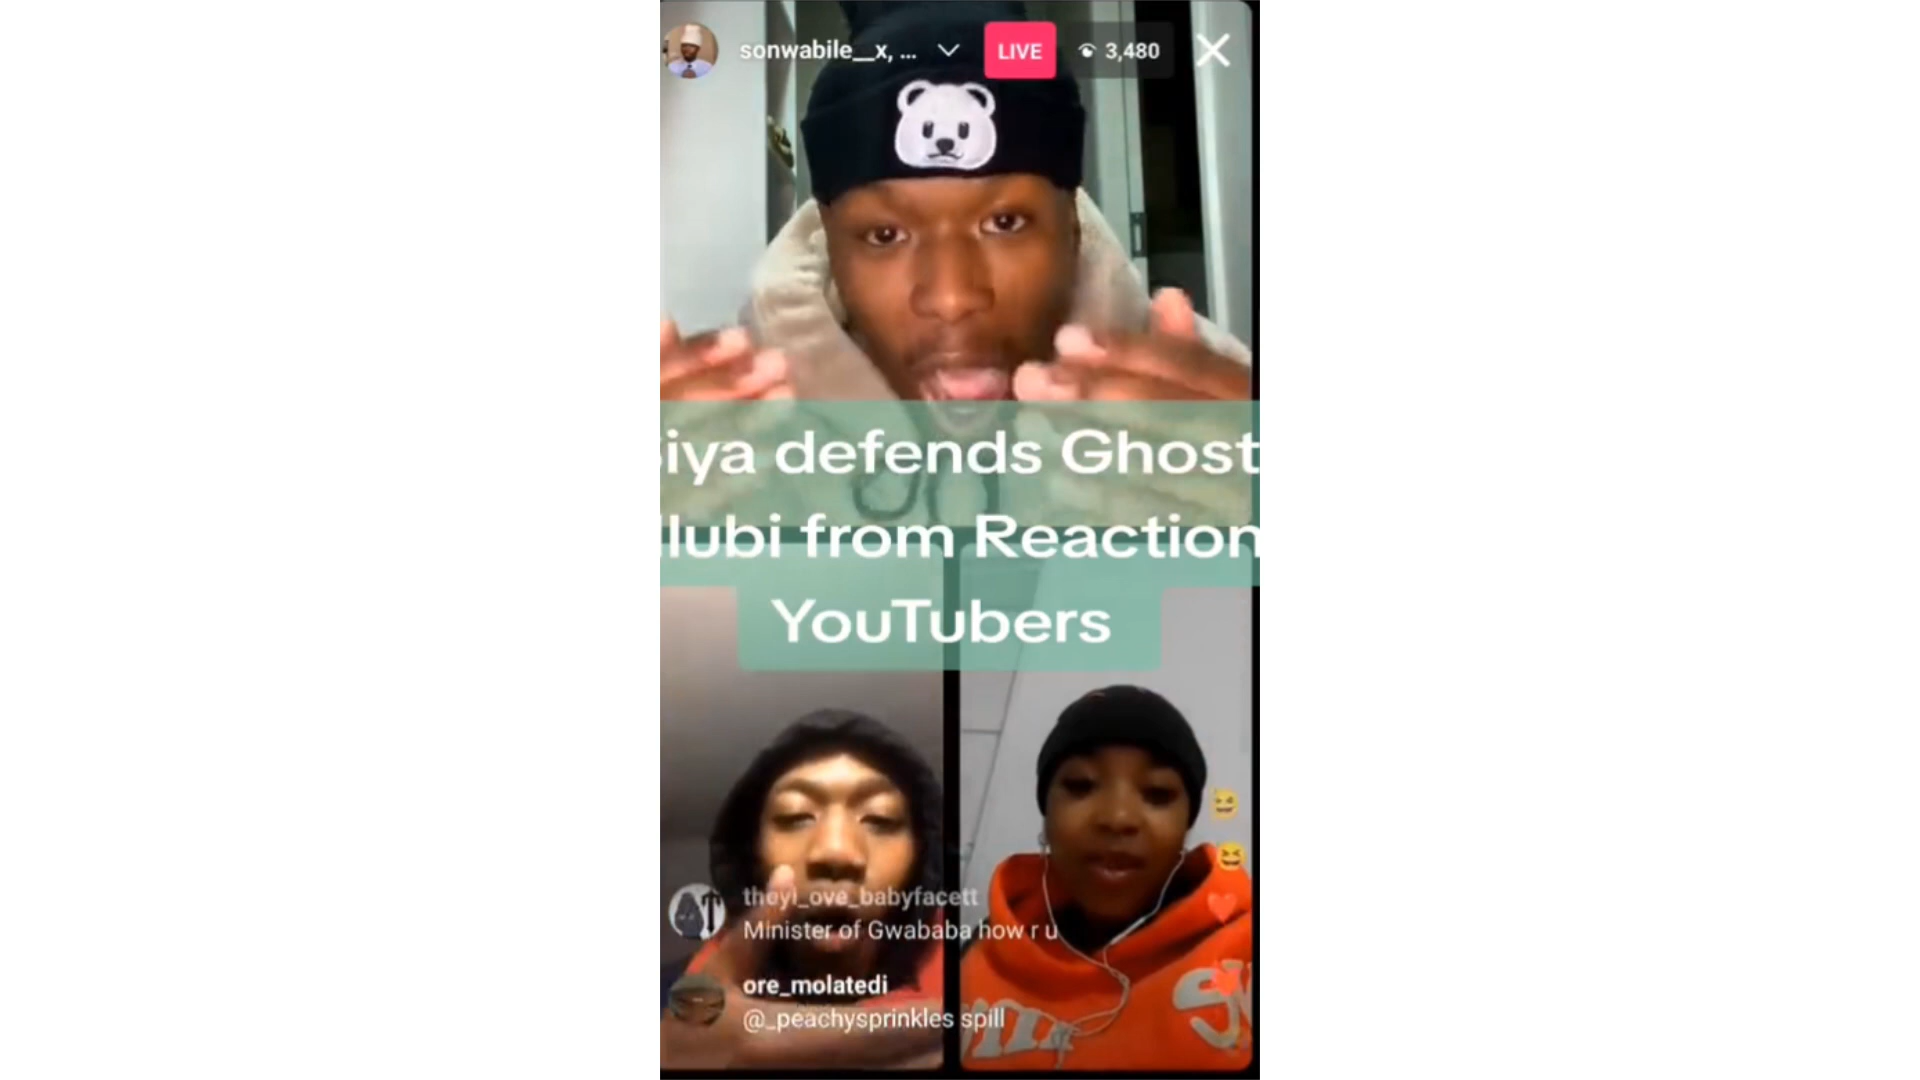 sonwabile__x, ...
LIVE
3,480
iya defends Ghost
lubi from Reaction
YouTubers
theyl_ove_babyfacett
Minister of Gwababa how r u
ore_molatedi
@_peachysprinkles spill